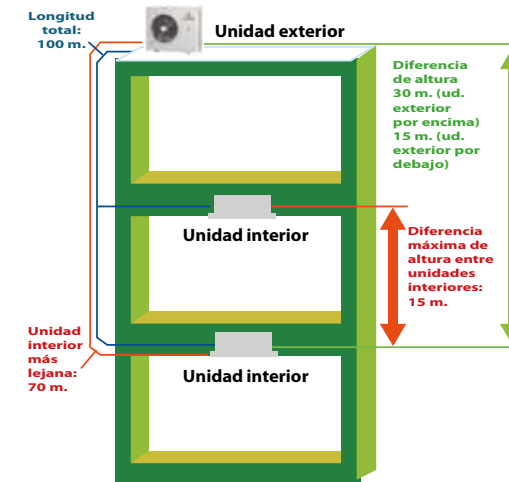 Longitud
total:
100 m.
Unidad exterior
Diferencia
de altura
30 m. (ud.
exterior
por encima)
15 m. (ud.
exterior por
debajo)
Unidad interior
Diferencia
máxima de
altura entre
unidades
interiores:
15 m.
Unidad
interior
más
lejana:
70 m.
Unidad interior